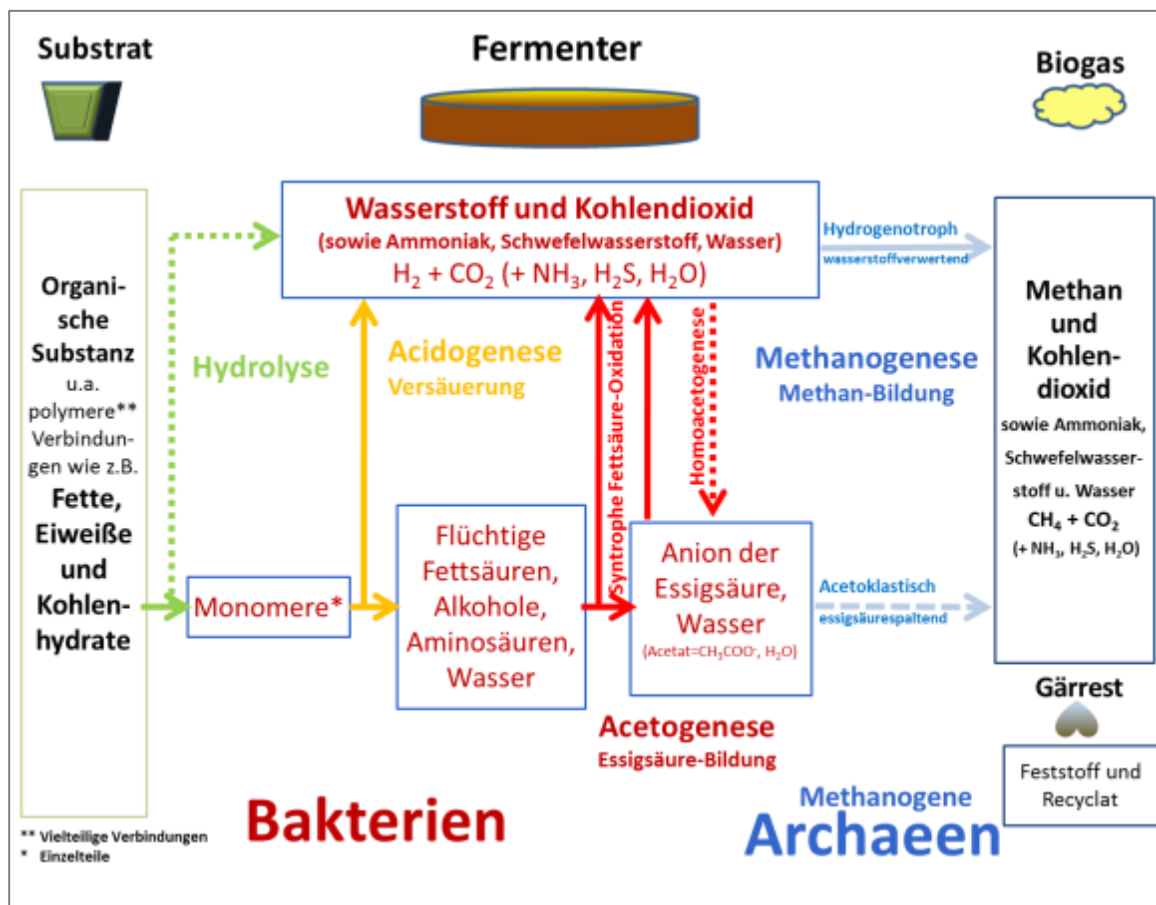 Substrat
Fermenter
Biogas
Organi-
sche
Substanz
u.a.
polymere**
Verbindun-
gen wie z.B.
Fette,
Eiweiße
und
Kohlen-
hydrate
Wasserstoff und Kohlendioxid
(sowie Ammoniak, Schwefelwasserstoff, Wasser)
H₂ + CO₂ (+ NH₃, H₂S, H₂O)
Hydrolyse
Acidogenese
Versäuerung
Syntrophe Fettsäure-Oxidation
Homoacetogenese
Hydrogenotroph
wasserstoffverwertend
Methanogenese
Methan-Bildung
Monomere*
Flüchtige
Fettsäuren,
Alkohole,
Aminosäuren,
Wasser
Anion der
Essigsäure,
Wasser
(Acetat=CH₃COO⁻, H₂O)
Acetoklastisch
essigsäurespaltend
Acetogenese
Essigsäure-Bildung
Methan
und
Kohlen-
dioxid
sowie Ammoniak,
Schwefelwasser-
stoff u. Wasser
CH₄ + CO₂
(+ NH₃, H₂S, H₂O)
Gärrest
Feststoff und
Recyclat
Bakterien
Methanogene
Archaeen
** Vielteilige Verbindungen
* Einzelteile